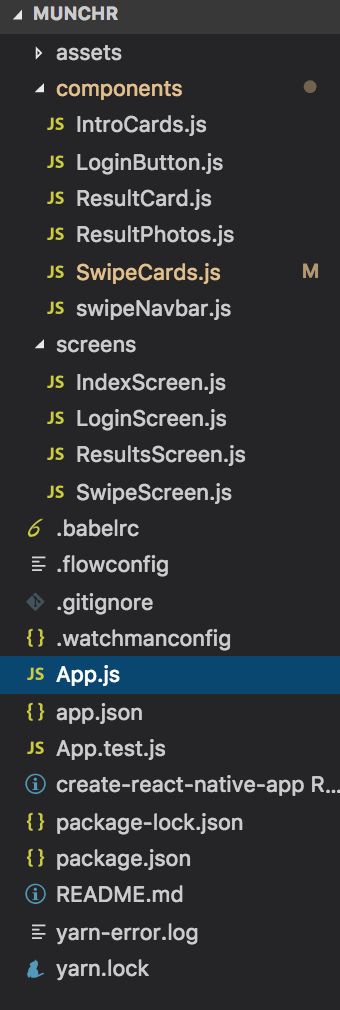 MUNCHR
assets
components
JS IntroCards.js
JS LoginButton.js
JS ResultCard.js
JS ResultPhotos.js
JS SwipeCards.js M
JS swipeNavbar.js
screens
JS IndexScreen.js
JS LoginScreen.js
JS ResultsScreen.js
JS SwipeScreen.js
.babelrc
.flowconfig
.gitignore
{} .watchmanconfig
JS App.js
{} app.json
JS App.test.js
create-react-native-app R...
{} package-lock.json
{} package.json
README.md
yarn-error.log
yarn.lock